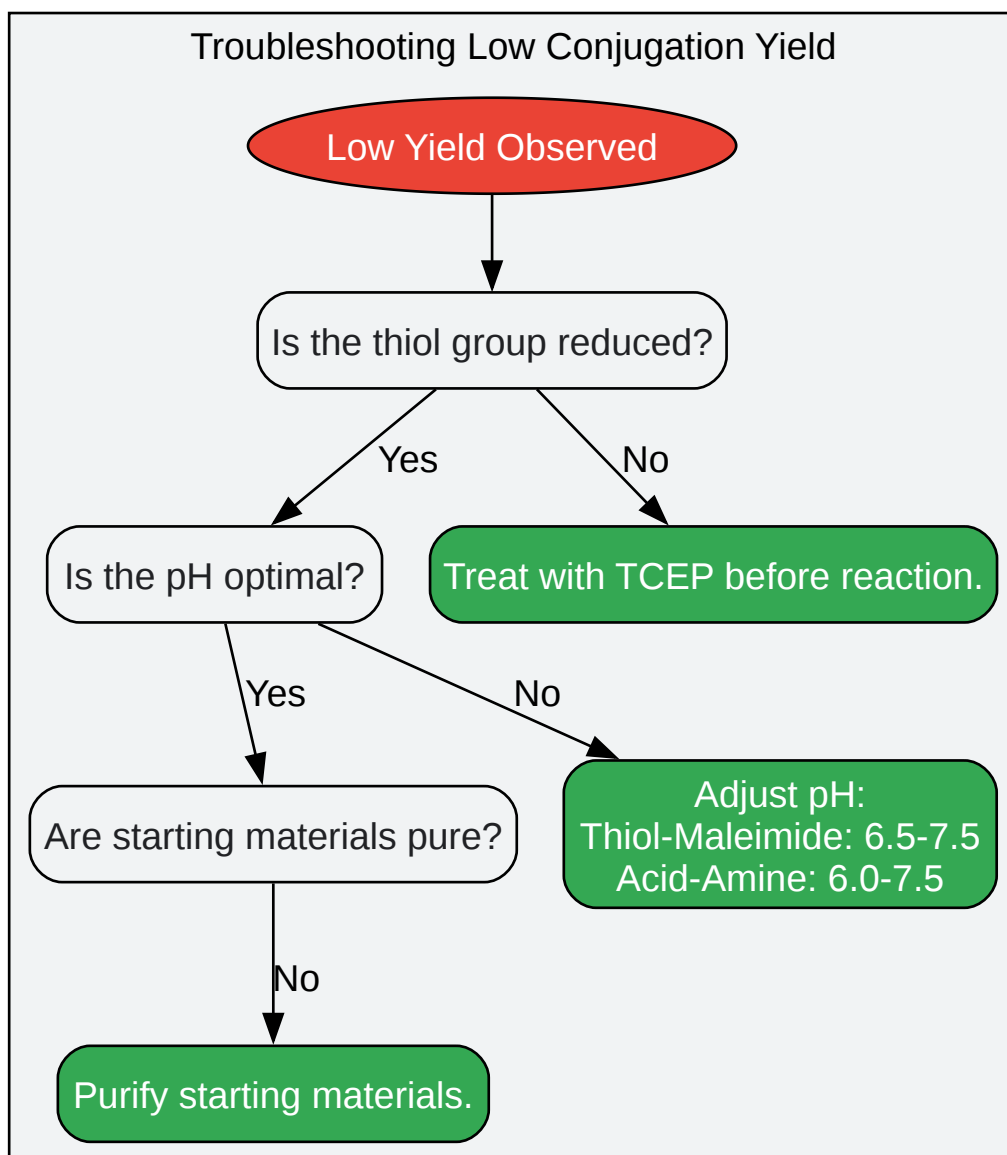 Troubleshooting Low Conjugation Yield
Low Yield Observed
Is the thiol group reduced?
Yes
No
Is the pH optimal?
Treat with TCEP before reaction.
Yes
No
Are starting materials pure?
Adjust pH:
Thiol-Maleimide: 6.5-7.5
Acid-Amine: 6.0-7.5
No
Purify starting materials.